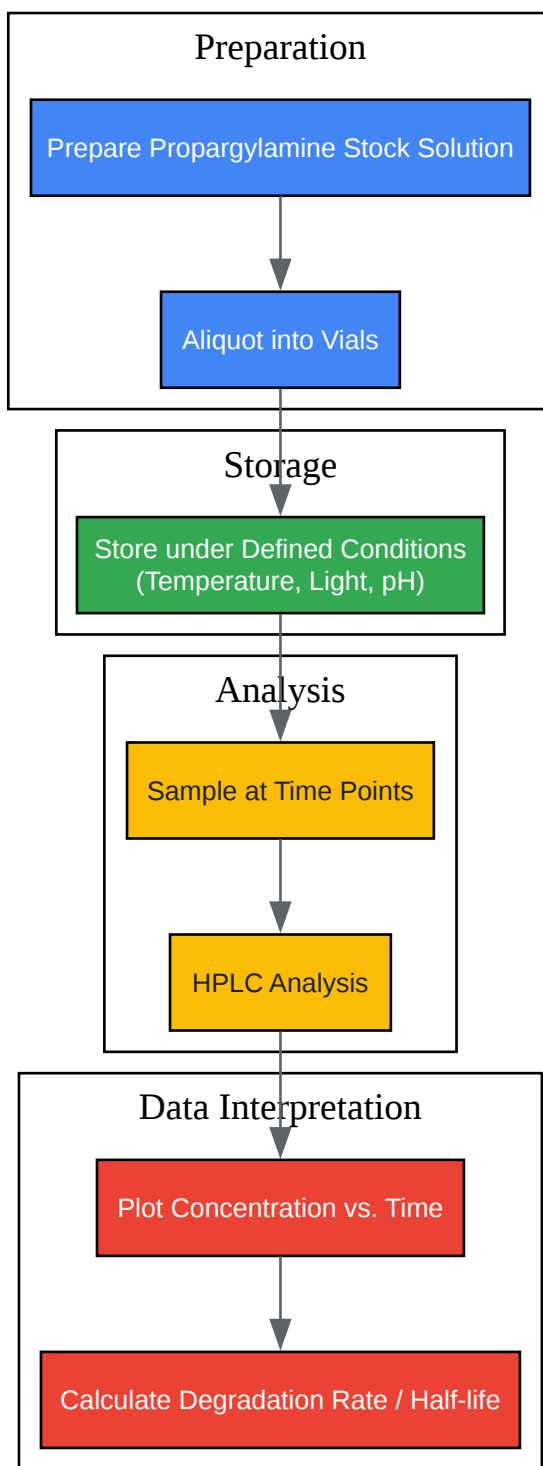 Preparation
Prepare Propargylamine Stock Solution
Aliquot into Vials
Storage
Store under Defined Conditions
(Temperature, Light, pH)
Analysis
Sample at Time Points
HPLC Analysis
Data Interpretation
Plot Concentration vs. Time
Calculate Degradation Rate / Half-life